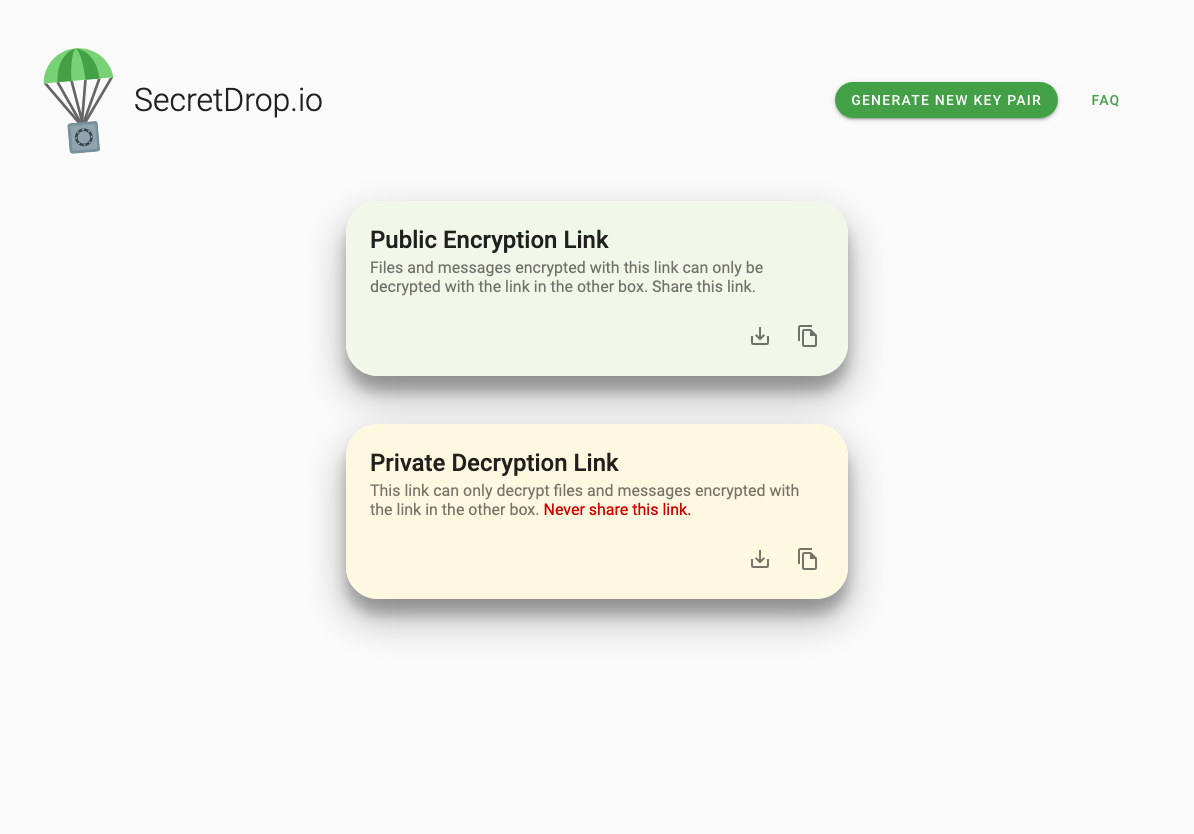 SecretDrop.io
GENERATE NEW KEY PAIR
FAQ
Public Encryption Link
Files and messages encrypted with this link can only be
decrypted with the link in the other box. Share this link.
Private Decryption Link
This link can only decrypt files and messages encrypted with
the link in the other box. Never share this link.